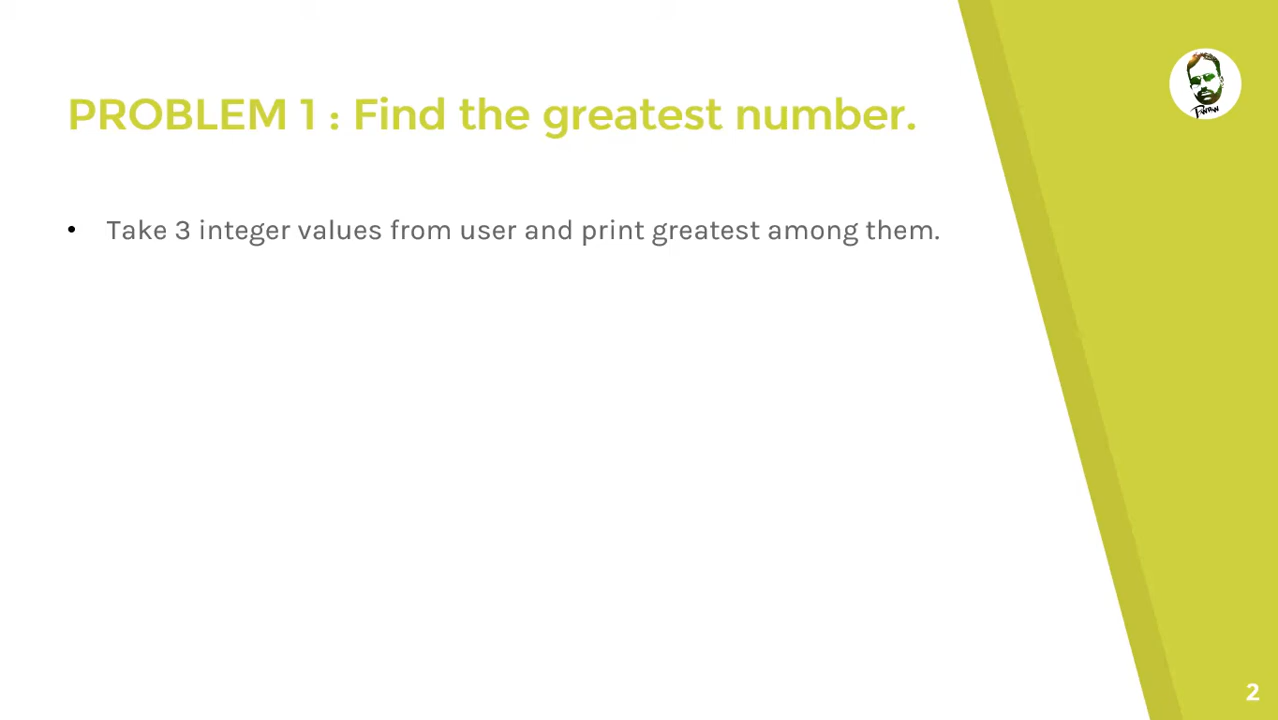 PROBLEM 1 : Find the greatest number.
• Take 3 integer values from user and print greatest among them.
2